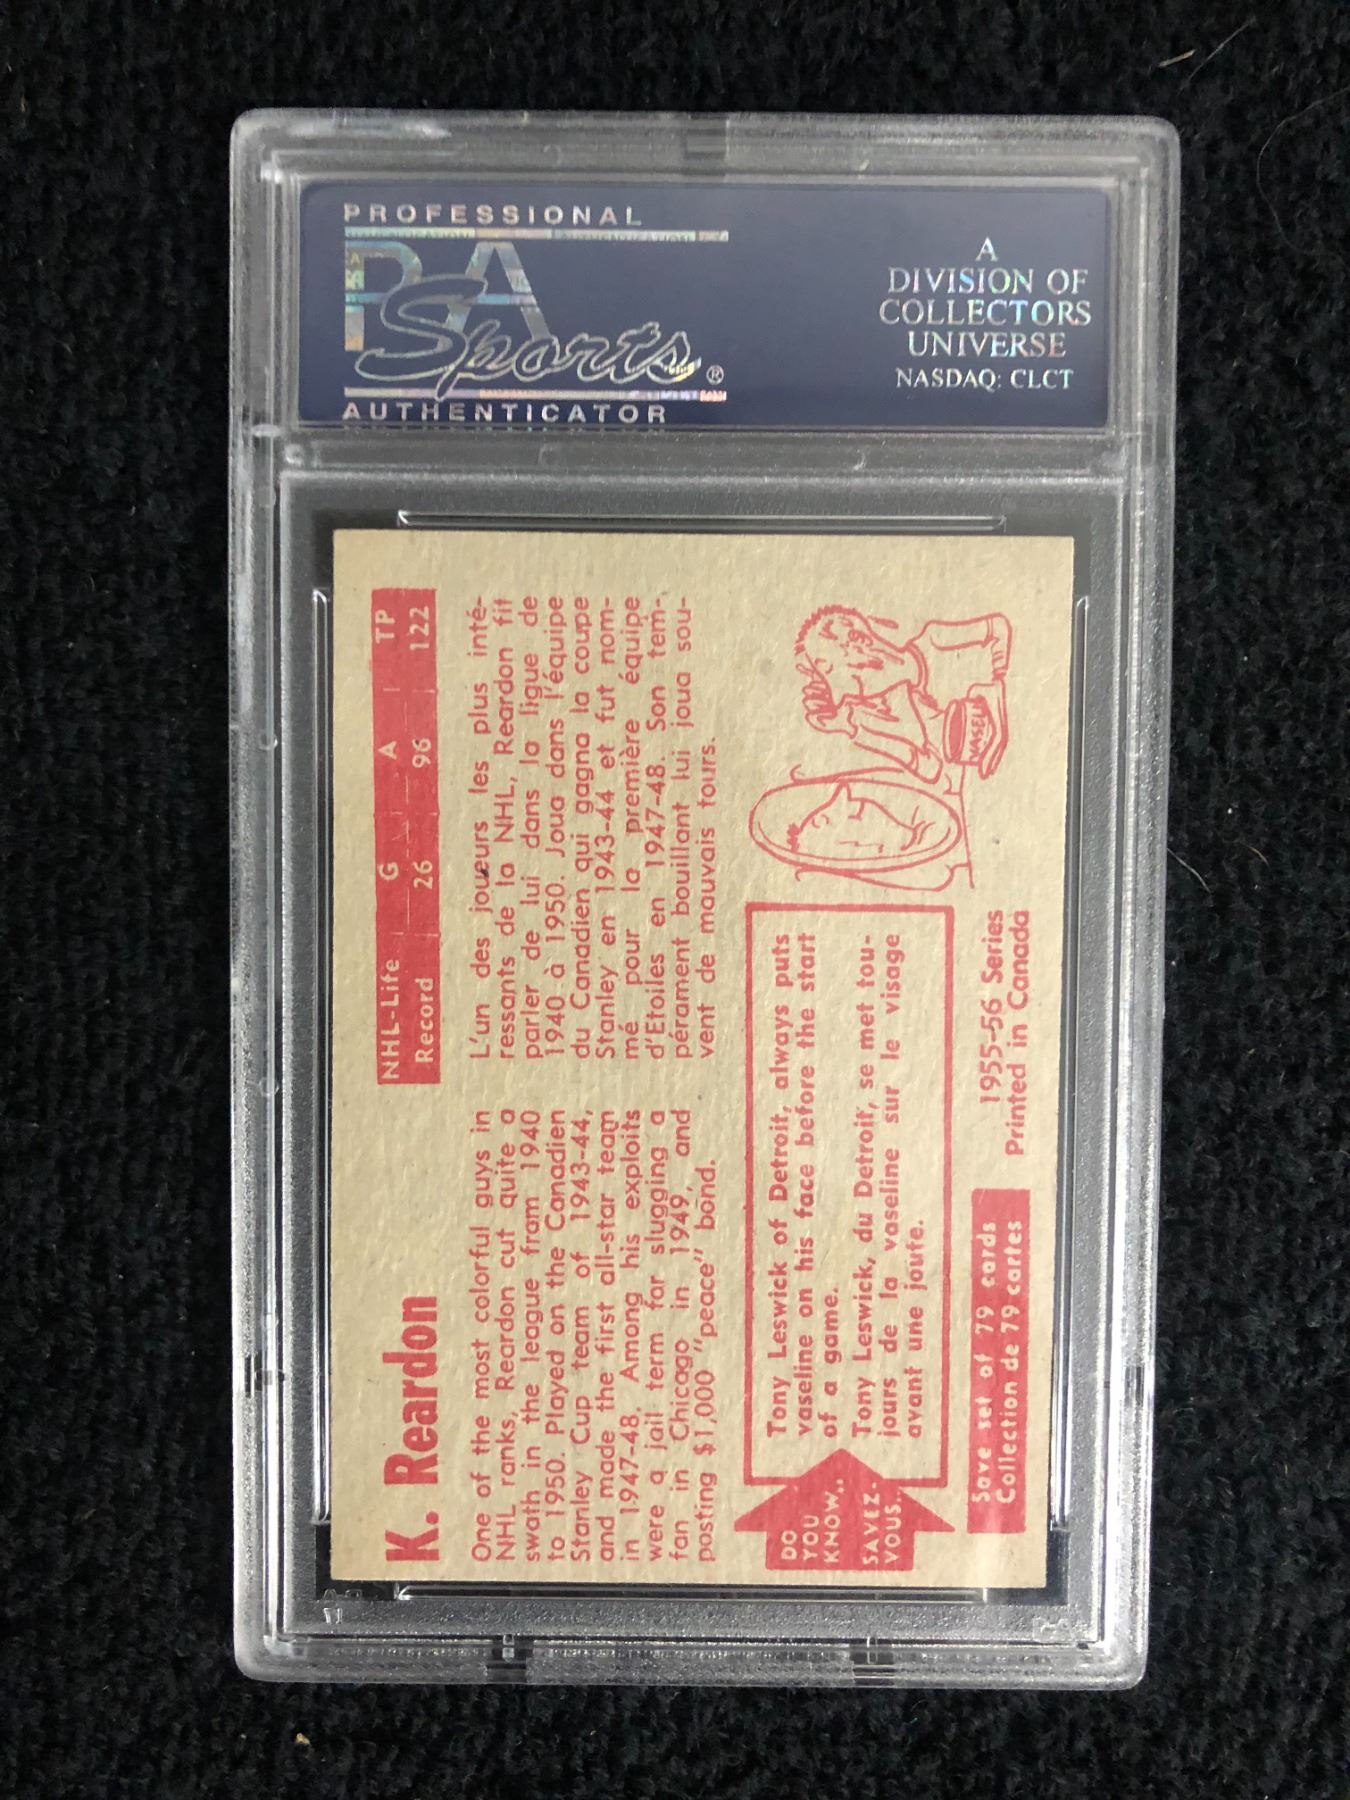 PROFESSIONAL
PSA
Sports®
AUTHENTICATOR
A
DIVISION OF
COLLECTORS
UNIVERSE
NASDAQ: CLCT
K. Reardon
NHL-Life G A TP
Record 26 96 122
One of the most colorful guys in
NHL ranks, Reardon cut quite a
swath in the league from 1940
to 1950. Played on the Canadien
Stanley Cup team of 1943-44,
and made the first all-star team
in 1947-48. Among his exploits
were a jail term for slugging a
fan in Chicago in 1949, and
posting $1,000 "peace" bond.
L'un des joueurs les plus inté-
ressants de la NHL, Reardon fit
parler de lui dans la ligue de
1940 à 1950. Joua dans l'équipe
du Canadien qui gagna la coupe
Stanley en 1943-44 et fut nom-
mé pour la première équipe
d'Etoiles en 1947-48. Son tem-
pérament bouillant lui joua sou-
vent de mauvais tours.
DO
YOU
KNOW..
SAVEZ-
VOUS..
Tony Leswick of Detroit, always puts
vaseline on his face before the start
of a game.
Tony Leswick, du Detroit, se met tou-
jours de la vaseline sur le visage
avant une joute.
VASELINE
Save set of 79 cards
Collection de 79 cartes
1955-56 Series
Printed in Canada